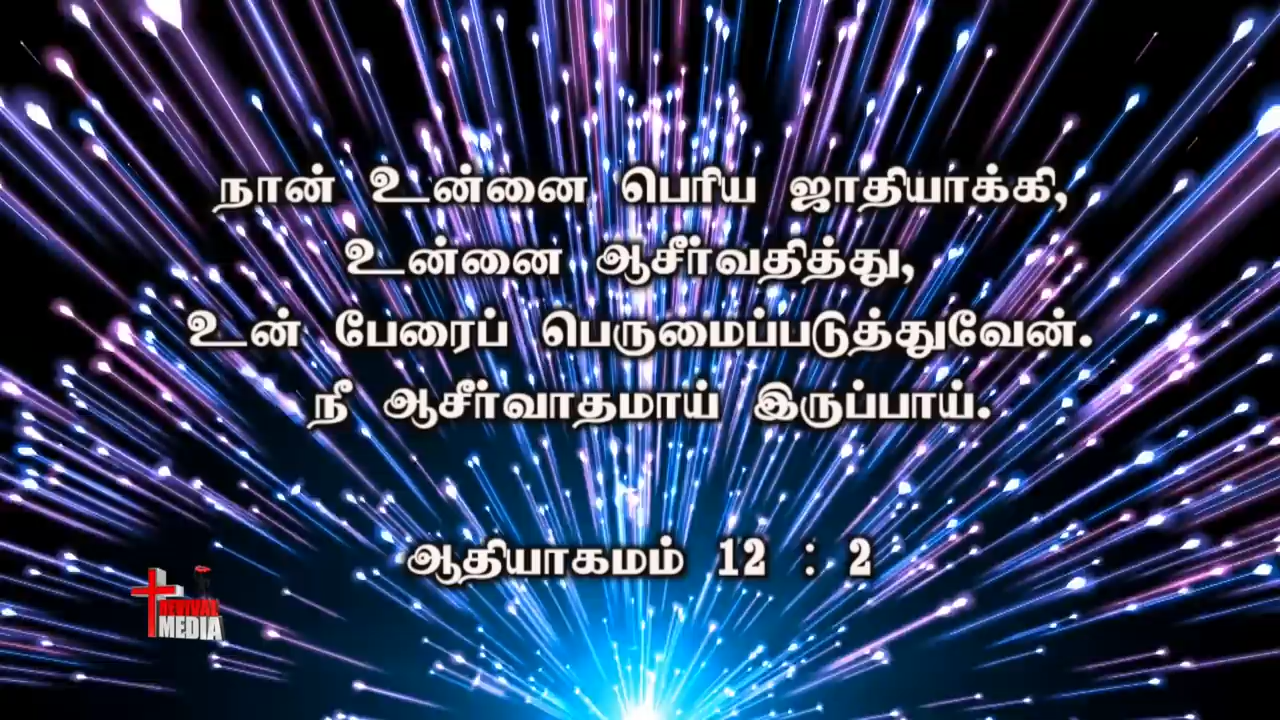 நான் உன்னை பெரிய ஜாதியாக்கி,
உன்னை ஆசீர்வதித்து,
உன் பேரைப் பெருமைப்படுத்துவேன்.
நீ ஆசீர்வாதமாய் இருப்பாய்.
ஆதியாகமம் 12 : 2
REVIVAL
MEDIA